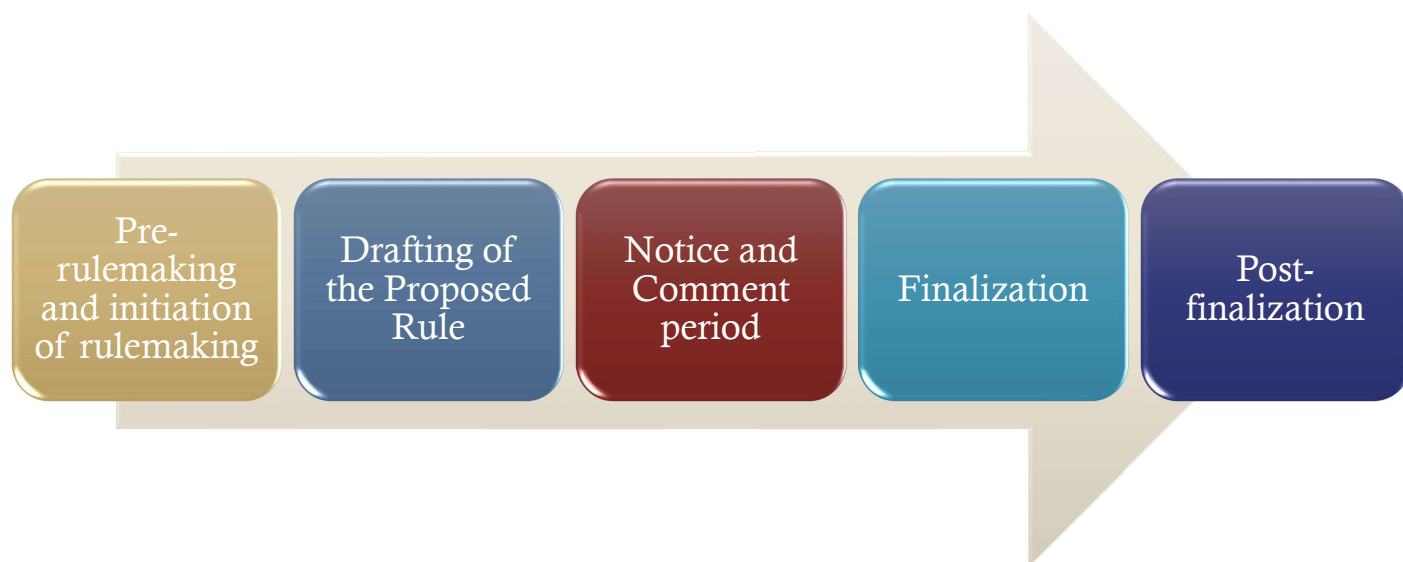 Pre-
rulemaking
and initiation
of rulemaking
Drafting of
the Proposed
Rule
Notice and
Comment
period
Finalization
Post-
finalization